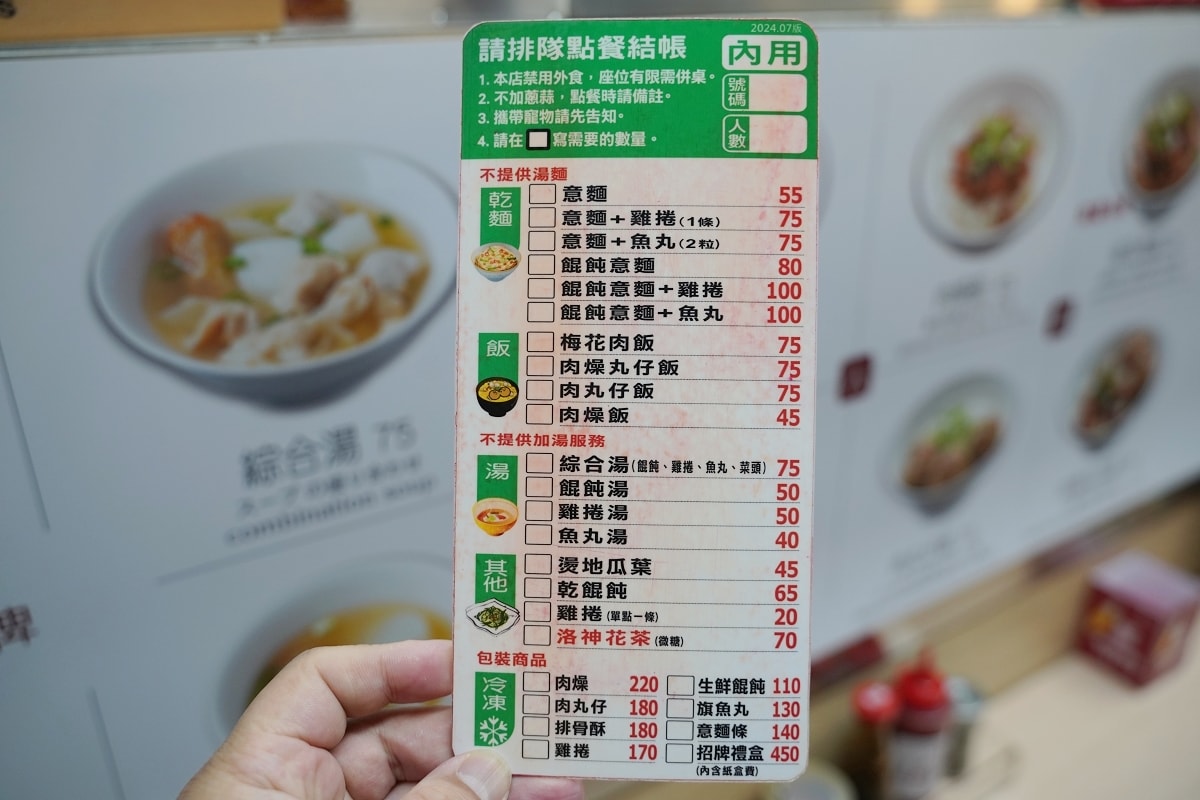 2024.07版
請排隊點餐結帳
內用
1. 本店禁用外食，座位有限需併桌。
2. 不加蔥蒜，點餐時請備註。
3. 攜帶寵物請先告知。
4. 請在 寫需要的數量。
號碼
人數
不提供湯麵
乾麵
意麵 55
意麵+雞捲(1條) 75
意麵+魚丸(2粒) 75
餛飩意麵 80
餛飩意麵+雞捲 100
餛飩意麵+魚丸 100
飯
梅花肉飯 75
肉燥丸仔飯 75
肉丸仔飯 75
肉燥飯 45
不提供加湯服務
湯
綜合湯(餛飩、雞捲、魚丸、菜頭) 75
餛飩湯 50
雞捲湯 50
魚丸湯 40
其他
燙地瓜葉 45
乾餛飩 65
雞捲(單點一條) 20
洛神花茶(微糖) 70
包裝商品
冷凍
肉燥 220 生鮮餛飩 110
肉丸仔 180 旗魚丸 130
排骨酥 180 意麵條 140
雞捲 170 招牌禮盒 450
(內含紙盒費)
綜合湯 75
combination soup